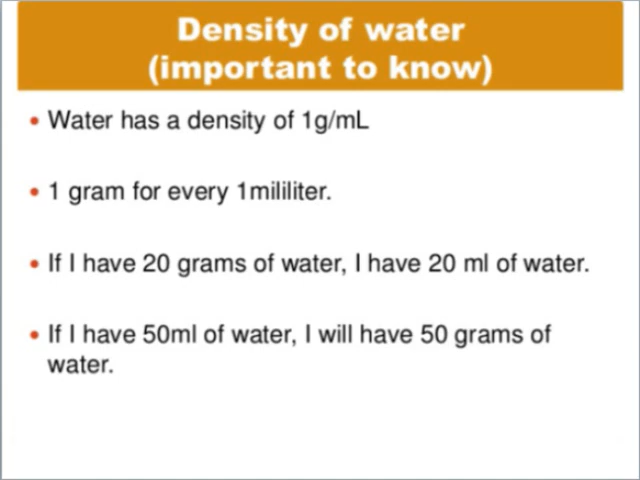 Density of water
(important to know)
• Water has a density of 1g/mL
• 1 gram for every 1mililiter.
• If I have 20 grams of water, I have 20 ml of water.
• If I have 50ml of water, I will have 50 grams of
water.